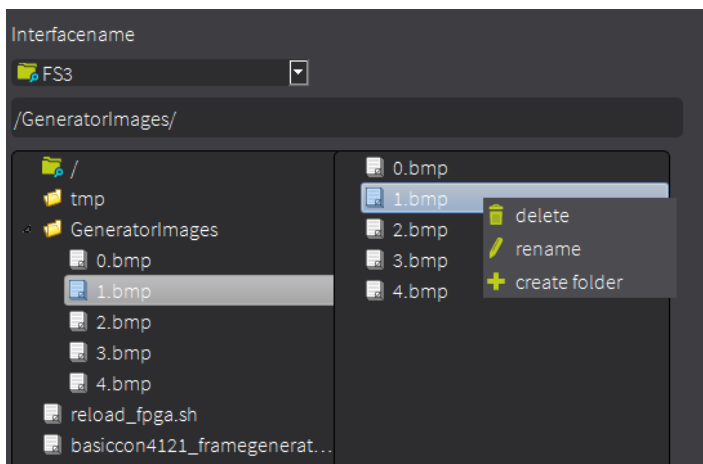 Interfacename
FS3
/GeneratorImages/
/
tmp
GeneratorImages
0.bmp
1.bmp
2.bmp
3.bmp
4.bmp
reload_fpga.sh
basiccon4121_framegenerat...
0.bmp
1.bmp
2.bmp
3.bmp
4.bmp
delete
rename
create folder